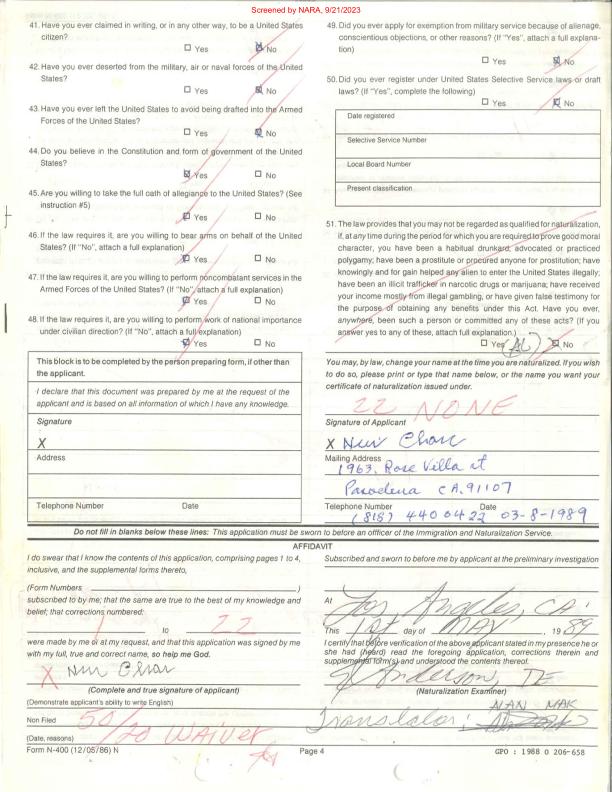 Screened by NARA, 9/21/2023
41. Have you ever claimed in writing, or in any other way, to be a United States
citizen?
☐ Yes ☒ No
42. Have you ever deserted from the military, air or naval forces of the United
States?
☐ Yes ☒ No
43. Have you ever left the United States to avoid being drafted into the Armed
Forces of the United States?
☐ Yes ☒ No
44. Do you believe in the Constitution and form of government of the United
States?
☒ Yes ☐ No
45. Are you willing to take the full oath of allegiance to the United States? (See
instruction #5)
☒ Yes ☐ No
46. If the law requires it, are you willing to bear arms on behalf of the United
States? (If "No", attach a full explanation)
☒ Yes ☐ No
47. If the law requires it, are you willing to perform noncombatant services in the
Armed Forces of the United States? (If "No", attach a full explanation)
☒ Yes ☐ No
48. If the law requires it, are you willing to perform work of national importance
under civilian direction? (If "No", attach a full explanation)
☒ Yes ☐ No
This block is to be completed by the person preparing form, if other than
the applicant.
I declare that this document was prepared by me at the request of the
applicant and is based on all information of which I have any knowledge.
Signature
X
Address
Telephone Number Date
49. Did you ever apply for exemption from military service because of alienage,
conscientious objections, or other reasons? (If "Yes", attach a full explana-
tion)
☐ Yes ☒ No
50. Did you ever register under United States Selective Service laws or draft
laws? (If "Yes", complete the following)
☐ Yes ☒ No
Date registered
Selective Service Number
Local Board Number
Present classification
51. The law provides that you may not be regarded as qualified for naturalization,
if, at any time during the period for which you are required to prove good moral
character, you have been a habitual drunkard; advocated or practiced
polygamy; have been a prostitute or procured anyone for prostitution; have
knowingly and for gain helped any alien to enter the United States illegally;
have been an illicit trafficker in narcotic drugs or marijuana; have received
your income mostly from illegal gambling, or have given false testimony for
the purpose of obtaining any benefits under this Act. Have you ever,
anywhere, been such a person or committed any of these acts? (If you
answer yes to any of these, attach full explanation.)
☐ Yes ☒ No
You may, by law, change your name at the time you are naturalized. If you wish
to do so, please print or type that name below, or the name you want your
certificate of naturalization issued under.
22 NONE
Signature of Applicant
X Nun Chan
Mailing Address
1963. Rose Villa st
Pasadena CA. 91107
Telephone Number Date
(818) 440 0422 03-8-1989
Do not fill in blanks below these lines: This application must be sworn to before an officer of the Immigration and Naturalization Service.
AFFIDAVIT
I do swear that I know the contents of this application, comprising pages 1 to 4,
inclusive, and the supplemental forms thereto,
(Form Numbers )
subscribed to by me; that the same are true to the best of my knowledge and
belief; that corrections numbered:
1 to 22
were made by me or at my request, and that this application was signed by me
with my full, true and correct name, so help me God.
X Nun Chan
(Complete and true signature of applicant)
(Demonstrate applicant's ability to write English)
Non Filed
50/20 WAIVER
(Date, reasons)
Form N-400 (12/05/86) N
Subscribed and sworn to before me by applicant at the preliminary investigation
At Los Angeles, CA.
This 1st day of MAY , 19 89
I certify that before verification of the above applicant stated in my presence he or
she had (heard) read the foregoing application, corrections therein and
supplemental form(s) and understood the contents thereof.
Anderson, TE
(Naturalization Examiner)
NAN MAK
Translator:
Page 4
GPO : 1988 O 206-658